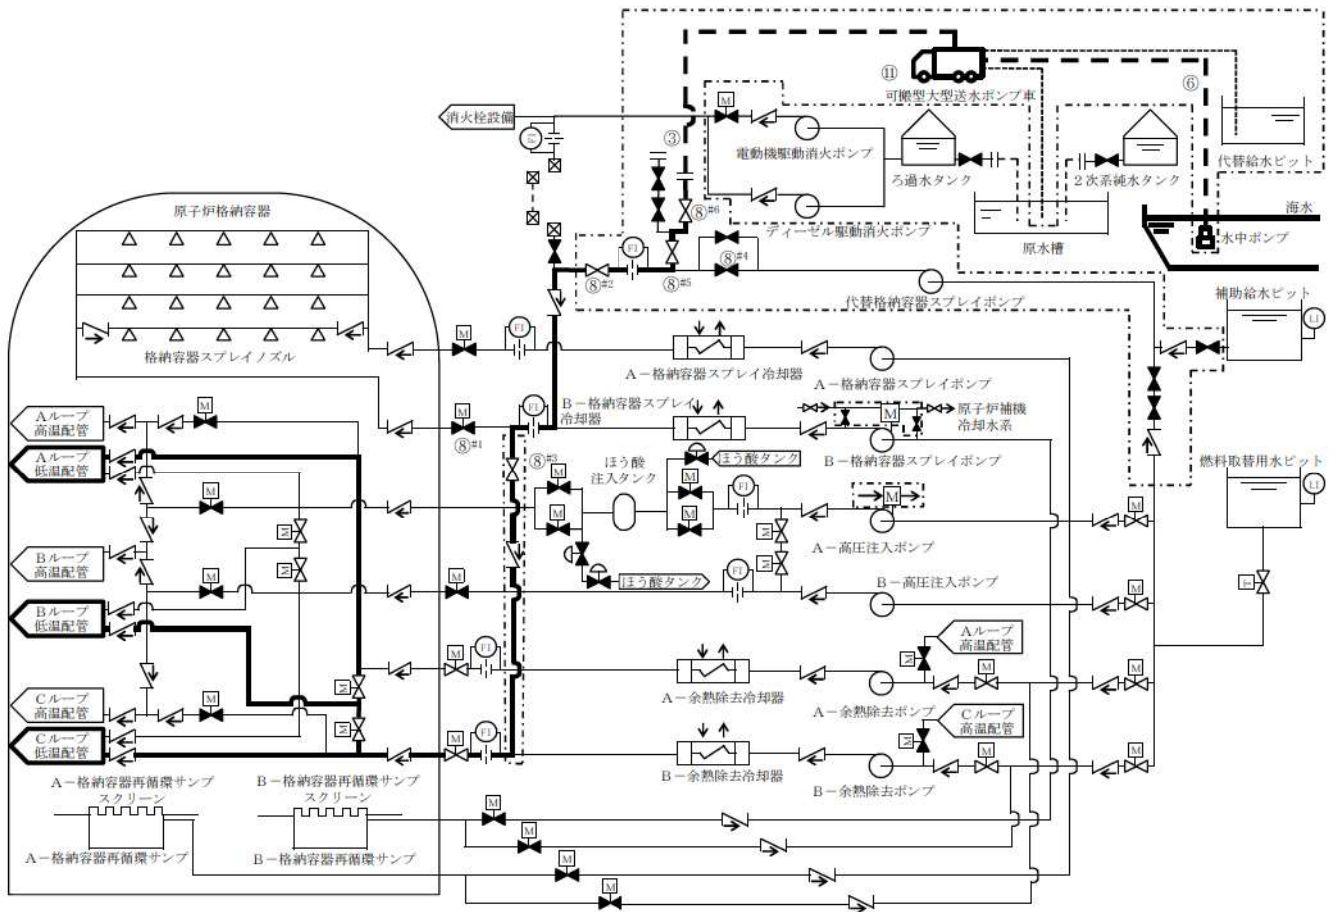 ⑪
⑥
可搬型大型送水ポンプ車
消火栓設備
M
③
電動機駆動消火ポンプ
ろ過水タンク
2次系純水タンク
代替給水ピット
原子炉格納容器
⑧#6
ディーゼル駆動消火ポンプ
原水槽
海水
水中ポンプ
FI
⑧#2
⑧#5
⑧#4
代替格納容器スプレイポンプ
補助給水ピット
LI
格納容器スプレイノズル
M
FI
A-格納容器スプレイ冷却器
A-格納容器スプレイポンプ
Aループ
高温配管
M
M
⑧#1
FI
B-格納容器スプレイ
冷却器
M
原子炉補機
冷却水系
B-格納容器スプレイポンプ
Aループ
低温配管
⑧#3
M
ほう酸
注入タンク
ほう酸タンク
M
FI
M
燃料取替用水ピット
LI
M
M
M
M
M
M
A-高圧注入ポンプ
M
Bループ
高温配管
M
M
M
ほう酸タンク
FI
M
B-高圧注入ポンプ
M
T
Bループ
低温配管
M
FI
A-余熱除去冷却器
Aループ
高温配管
M
M
A-余熱除去ポンプ
M
M
Cループ
高温配管
M
M
Cループ
低温配管
M
FI
B-余熱除去冷却器
Cループ
高温配管
M
M
B-余熱除去ポンプ
M
A-格納容器再循環サンプ
スクリーン
B-格納容器再循環サンプ
スクリーン
A-格納容器再循環サンプ
B-格納容器再循環サンプ
M
M
M
M